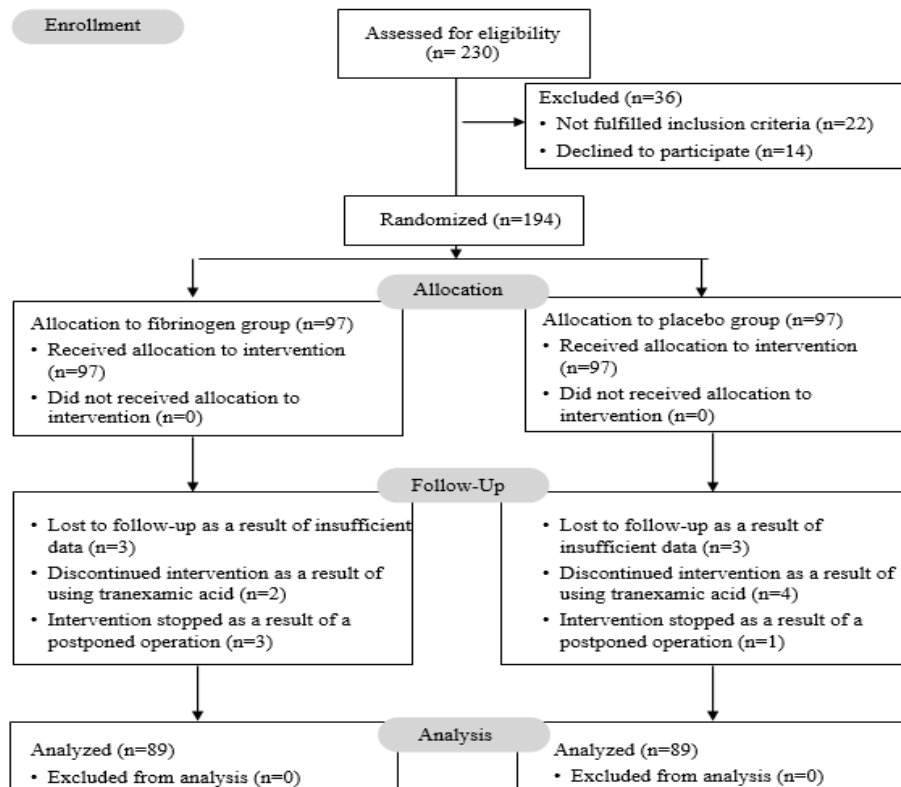 Enrollment
Assessed for eligibility
(n= 230)
Excluded (n=36)
• Not fulfilled inclusion criteria (n=22)
• Declined to participate (n=14)
Randomized (n=194)
Allocation
Allocation to fibrinogen group (n=97)
• Received allocation to intervention
(n=97)
• Did not received allocation to
intervention (n=0)
Allocation to placebo group (n=97)
• Received allocation to intervention
(n=97)
• Did not received allocation to
intervention (n=0)
Follow-Up
• Lost to follow-up as a result of insufficient
data (n=3)
• Discontinued intervention as a result of
using tranexamic acid (n=2)
• Intervention stopped as a result of a
postponed operation (n=3)
• Lost to follow-up as a result of
insufficient data (n=3)
• Discontinued intervention as a result of
using tranexamic acid (n=4)
• Intervention stopped as a result of a
postponed operation (n=1)
Analysis
Analyzed (n=89)
• Excluded from analysis (n=0)
Analyzed (n=89)
• Excluded from analysis (n=0)